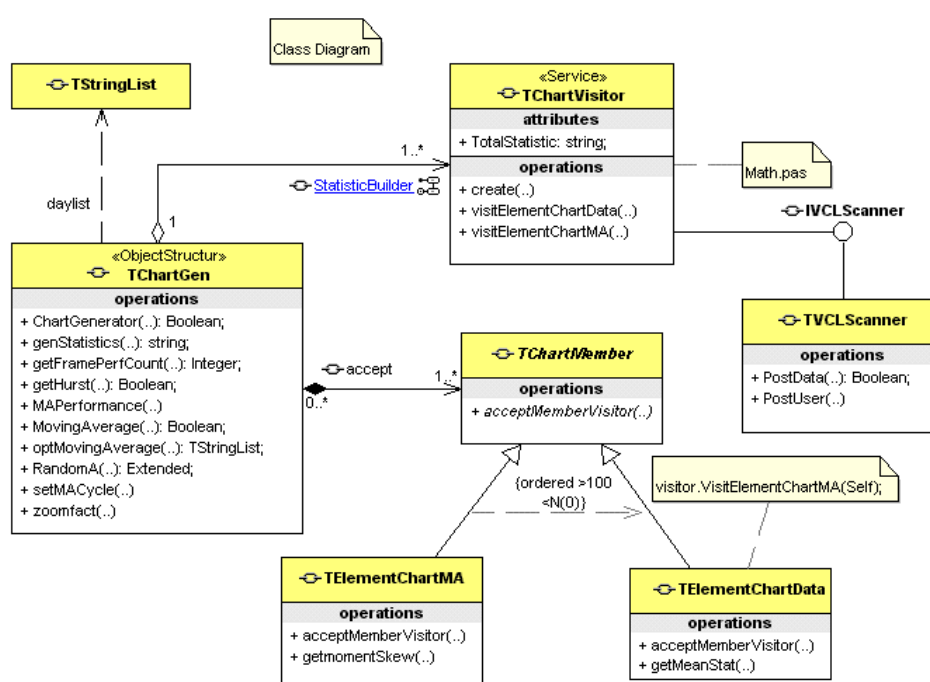 Class Diagram
TStringList
«Service»
TChartVisitor
attributes
+ TotalStatistic: string;
operations
+ create(..)
+ visitElementChartData(..)
+ visitElementChartMA(..)
1..*
StatisticBuilder
Math.pas
daylist
1
IVCLScanner
«ObjectStructur»
TChartGen
operations
+ ChartGenerator(..): Boolean;
+ genStatistics(..): string;
+ getFramePerfCount(..): Integer;
+ getHurst(..): Boolean;
+ MAPerformance(..)
+ MovingAverage(..): Boolean;
+ optMovingAverage(..): TStringList;
+ RandomA(..): Extended;
+ setMACycle(..)
+ zoomfact(..)
TVCLScanner
operations
+ PostData(..): Boolean;
+ PostUser(..)
accept
1..*
0..*
TChartMember
operations
+ acceptMemberVisitor(..)
{ordered >100
<N(0)}
visitor.VisitElementChartMA(Self);
TElementChartMA
operations
+ acceptMemberVisitor(..)
+ getmomentSkew(..)
TElementChartData
operations
+ acceptMemberVisitor(..)
+ getMeanStat(..)